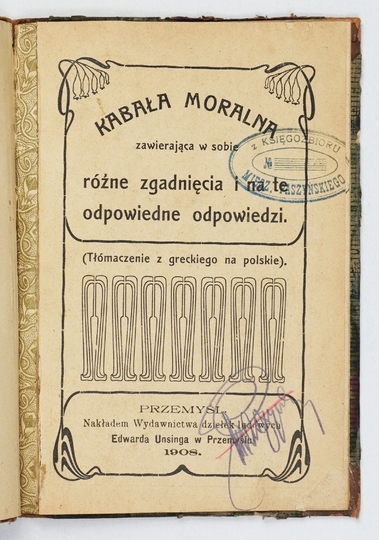 KABAŁA MORALNA
zawierająca w sobie
różne zgadnięcia i na te
odpowiedne odpowiedzi.
Z KSIĘGOZBIORU
№
(Tłómaczenie z greckiego na polskie).
PRZEMYŚL.
Nakładem Wydawnictwa dziełek ludowych
Edwarda Unsinga w Przemyślu
1908.